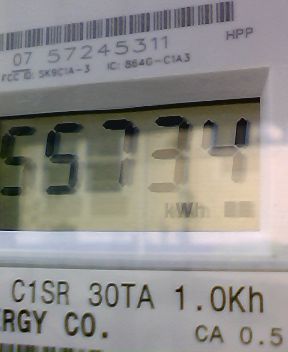 HPP
07 57245311
FCC ID: SK9C1A-3 IC: 864G-C1A3
55734
kWh
C1SR 30TA 1.0Kh
RGY CO.
CA 0.5